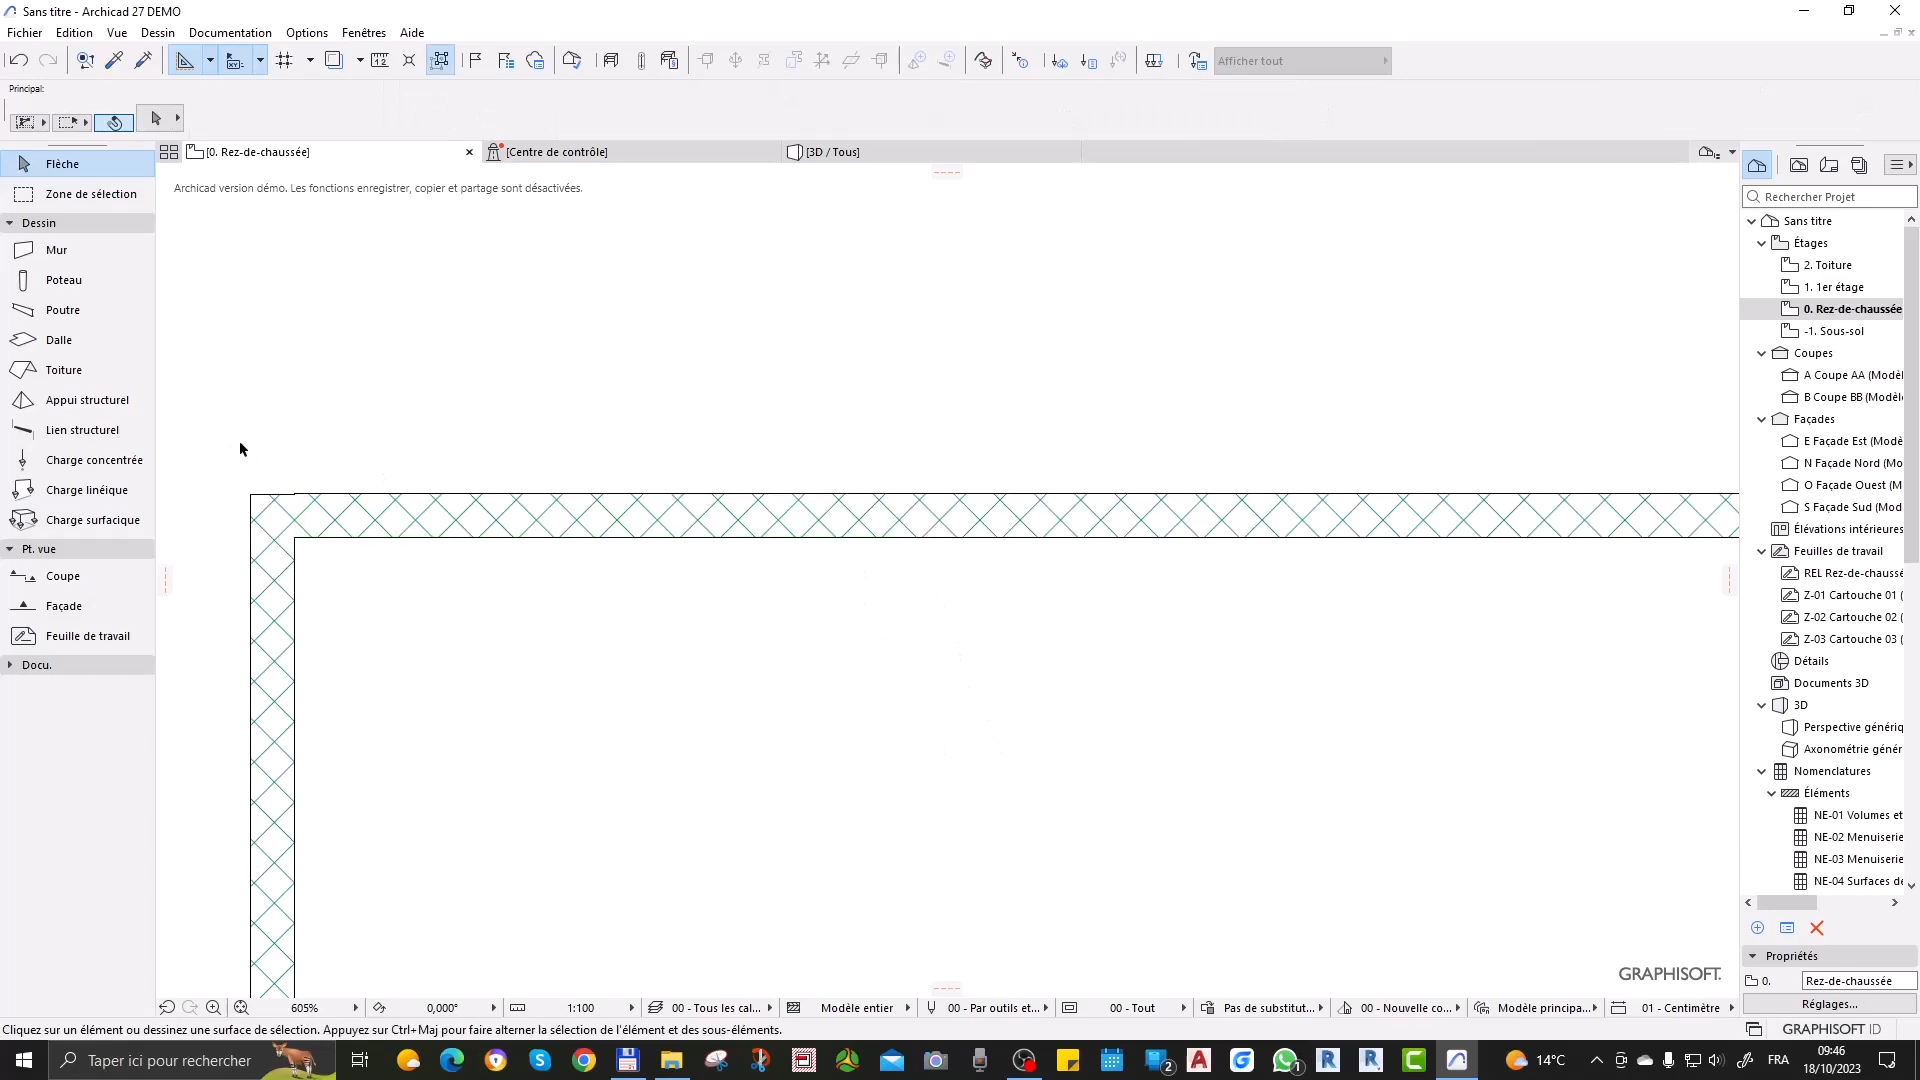 Sans titre - Archicad 27 DEMO
Fichier Edition Vue Dessin Documentation Options Fenêtres Aide
Afficher tout
Principal:
Flèche
Zone de sélection
Dessin
Mur
Poteau
Poutre
Dalle
Toiture
Appui structurel
Lien structurel
Charge concentrée
Charge linéique
Charge surfacique
Pt. vue
Coupe
Façade
Feuille de travail
Docu.
[0. Rez-de-chaussée] [Centre de contrôle] [3D / Tous]
Archicad version démo. Les fonctions enregistrer, copier et partage sont désactivées.
GRAPHISOFT.
Rechercher Projet
Sans titre
Étages
2. Toiture
1. 1er étage
0. Rez-de-chaussée
-1. Sous-sol
Coupes
A Coupe AA (Modèl
B Coupe BB (Modèl
Façades
E Façade Est (Modè
N Façade Nord (Mo
O Façade Ouest (M
S Façade Sud (Mod
Élévations intérieures
Feuilles de travail
REL Rez-de-chaussé
Z-01 Cartouche 01 (
Z-02 Cartouche 02 (
Z-03 Cartouche 03 (
Détails
Documents 3D
3D
Perspective génériq
Axonométrie génér
Nomenclatures
Éléments
NE-01 Volumes et
NE-02 Menuiserie
NE-03 Menuiserie
NE-04 Surfaces de
Propriétés
0. Rez-de-chaussée
Réglages...
605% 0,000° 1:100 00 - Tous les cal... Modèle entier 00 - Par outils et... 00 - Tout Pas de substitut... 00 - Nouvelle co... Modèle principa... 01 - Centimètre
Cliquez sur un élément ou dessinez une surface de sélection. Appuyez sur Ctrl+Maj pour faire alterner la sélection de l'élément et des sous-éléments.
GRAPHISOFT ID
Taper ici pour rechercher
2
1
14°C
FRA
09:46
18/10/2023